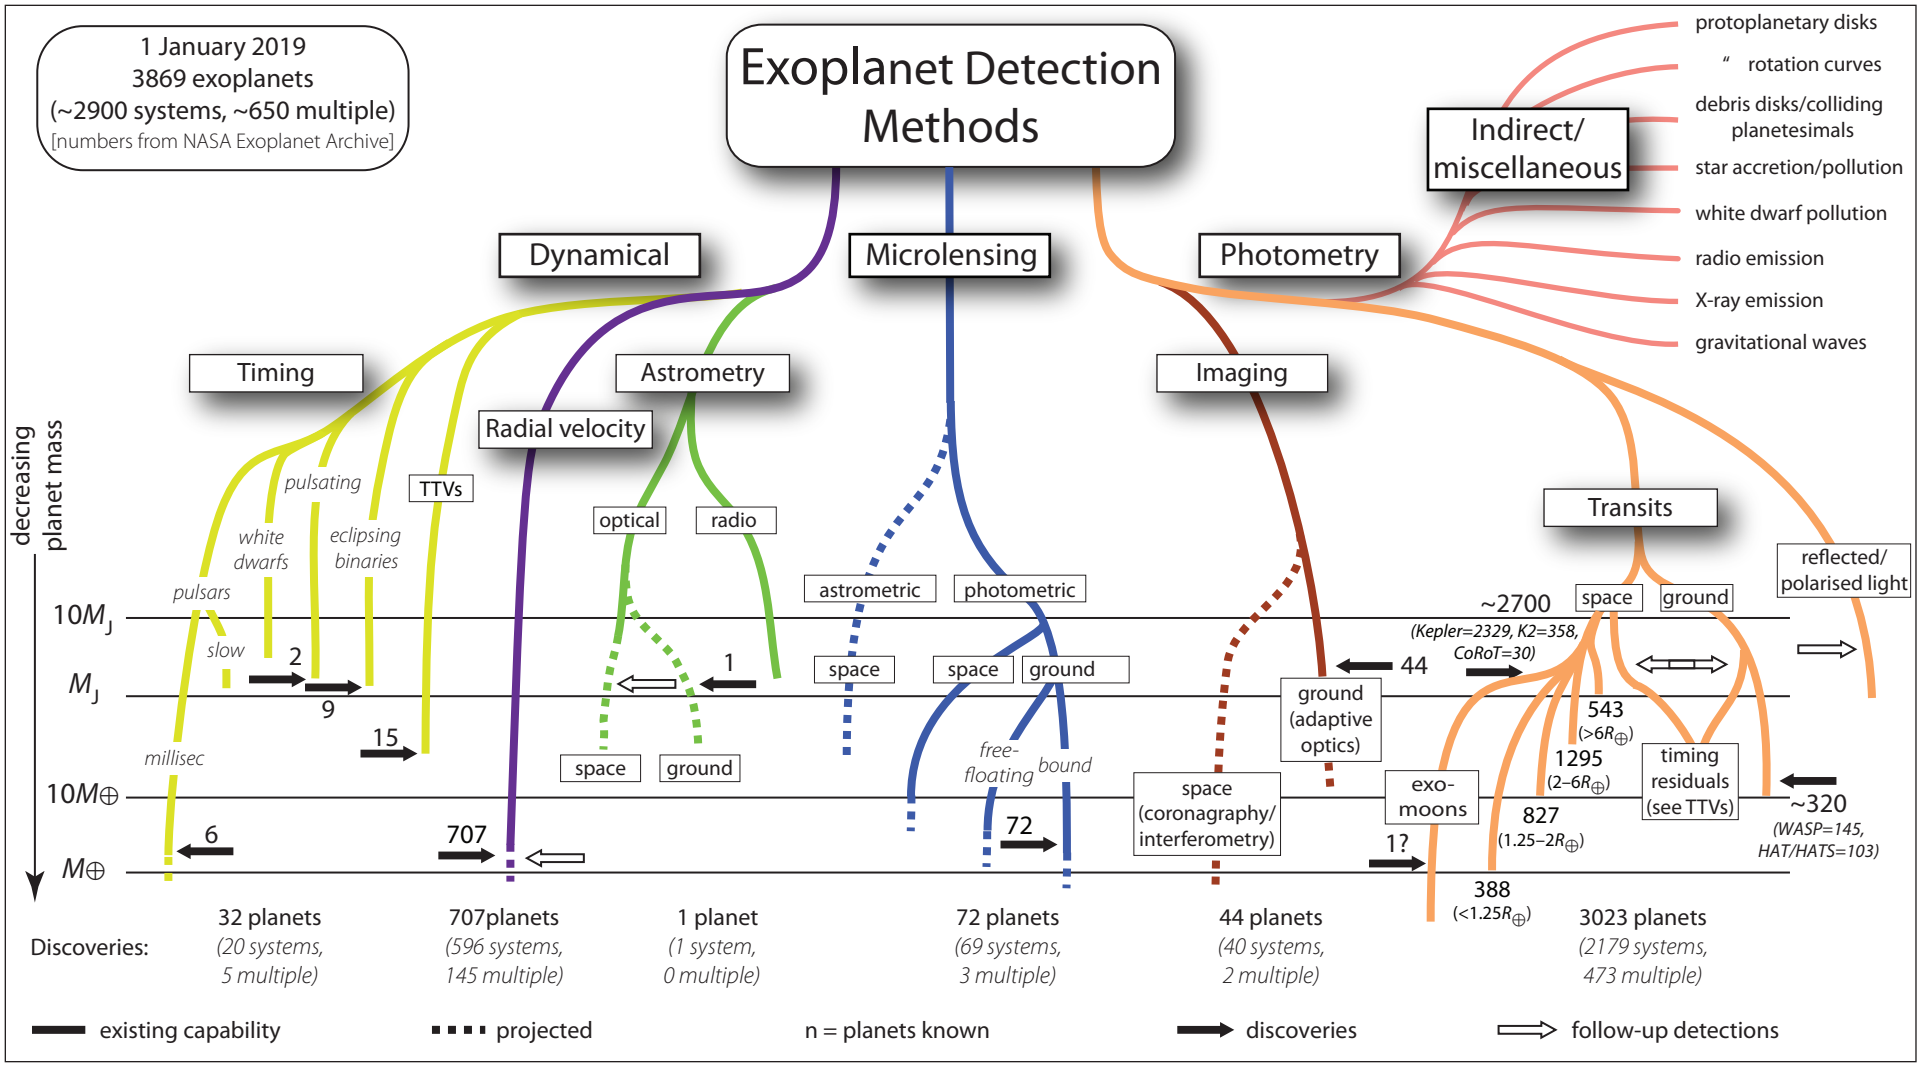 1 January 2019
3869 exoplanets
(~2900 systems, ~650 multiple)
[numbers from NASA Exoplanet Archive]
Exoplanet Detection
Methods
Indirect/
miscellaneous
protoplanetary disks
“ rotation curves
debris disks/colliding
planetesimals
star accretion/pollution
white dwarf pollution
radio emission
X-ray emission
gravitational waves
Dynamical
Microlensing
Photometry
Timing
Astrometry
Imaging
Radial velocity
Transits
decreasing
planet mass
pulsating
TTVs
white
dwarfs
eclipsing
binaries
pulsars
slow
millisec
optical
radio
astrometric
photometric
space
space
ground
space
ground
free-
floating
bound
ground
(adaptive
optics)
space
(coronagraphy/
interferometry)
space
ground
reflected/
polarised light
~2700
(Kepler=2329, K2=358,
CoRoT=30)
exo-
moons
timing
residuals
(see TTVs)
10MJ
MJ
10M⊕
M⊕
2
9
15
6
707
1
72
44
1?
543
(>6R⊕)
1295
(2–6R⊕)
827
(1.25–2R⊕)
388
(<1.25R⊕)
~320
(WASP=145,
HAT/HATS=103)
Discoveries:
32 planets
(20 systems,
5 multiple)
707planets
(596 systems,
145 multiple)
1 planet
(1 system,
0 multiple)
72 planets
(69 systems,
3 multiple)
44 planets
(40 systems,
2 multiple)
3023 planets
(2179 systems,
473 multiple)
existing capability
projected
n = planets known
discoveries
follow-up detections